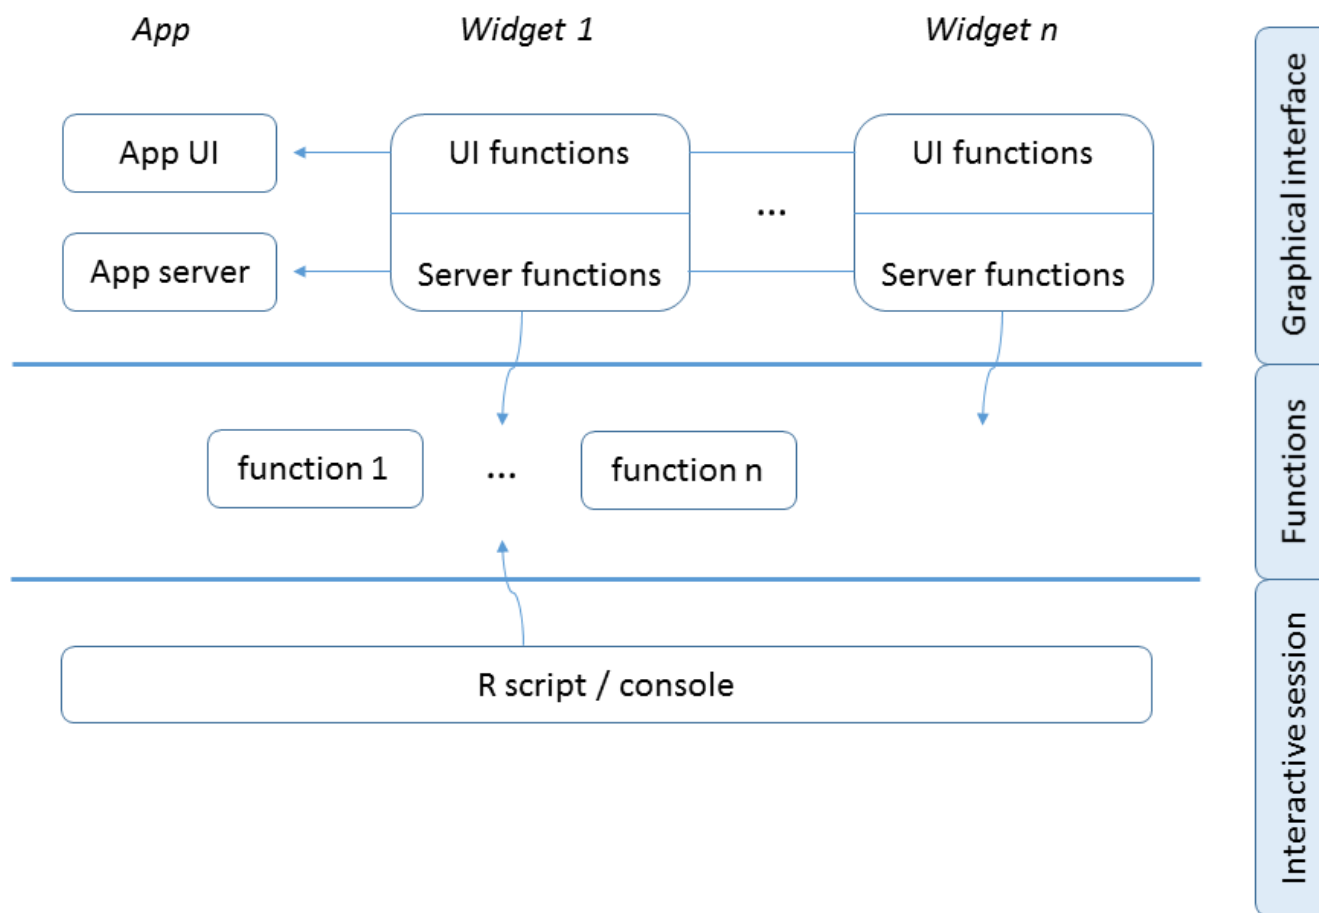 App
Widget 1
Widget n
App UI
UI functions
UI functions
...
App server
Server functions
Server functions
Graphical interface
function 1
...
function n
Functions
R script / console
Interactive session